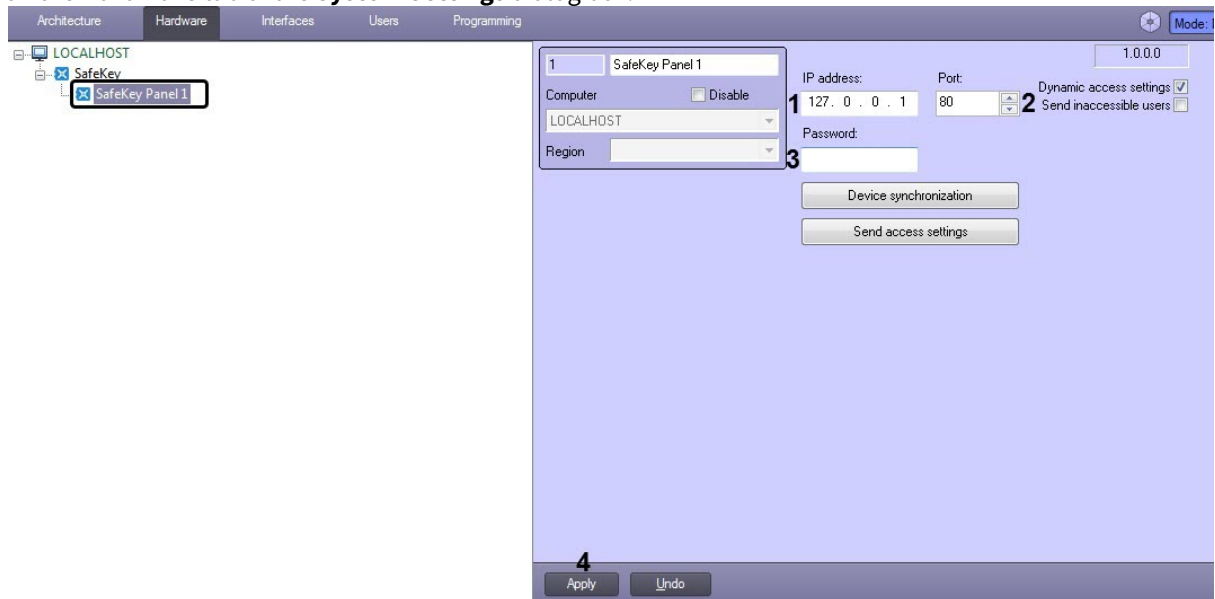 Architecture Hardware Interfaces Users Programming Mode:
LOCALHOST
SafeKey
SafeKey Panel 1
1 SafeKey Panel 1
Computer Disable
LOCALHOST
Region
1.0.0.0
IP address: Port:
1 127. 0 . 0 . 1 80
2 Dynamic access settings
Send inaccessible users
Password:
3
Device synchronization
Send access settings
4
Apply Undo